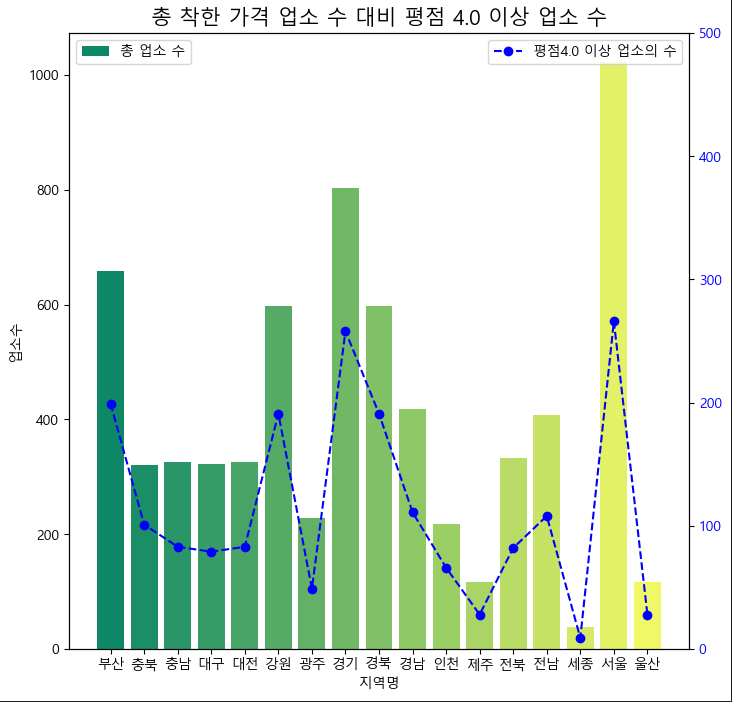 총 착한 가격 업소 수 대비 평점 4.0 이상 업소 수
총 업소 수
평점4.0 이상 업소의 수
업소수
1000
800
600
400
200
0
500
400
300
200
100
0
부산 충북 충남 대구 대전 강원 광주 경기 경북 경남 인천 제주 전북 전남 세종 서울 울산
지역명